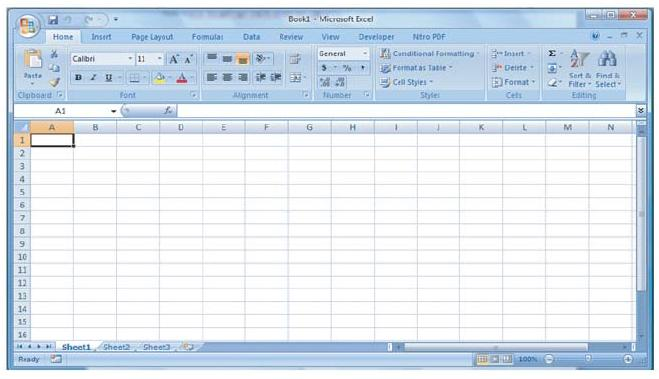 Book1 - Microsoft Excel
Home Insert Page Layout Formulas Data Review View Developer Nitro PDF
Calibri 11 A A General Conditional Formatting Insert Σ
Paste B I U A $ % , Format as Table Delete Sort & Find &
Cell Styles Format Filter Select
Clipboard Font Alignment Number Styles Cells Editing
A1 fx
A B C D E F G H I J K L M N
1
2
3
4
5
6
7
8
9
10
11
12
13
14
15
16
Sheet1 Sheet2 Sheet3
Ready 100%